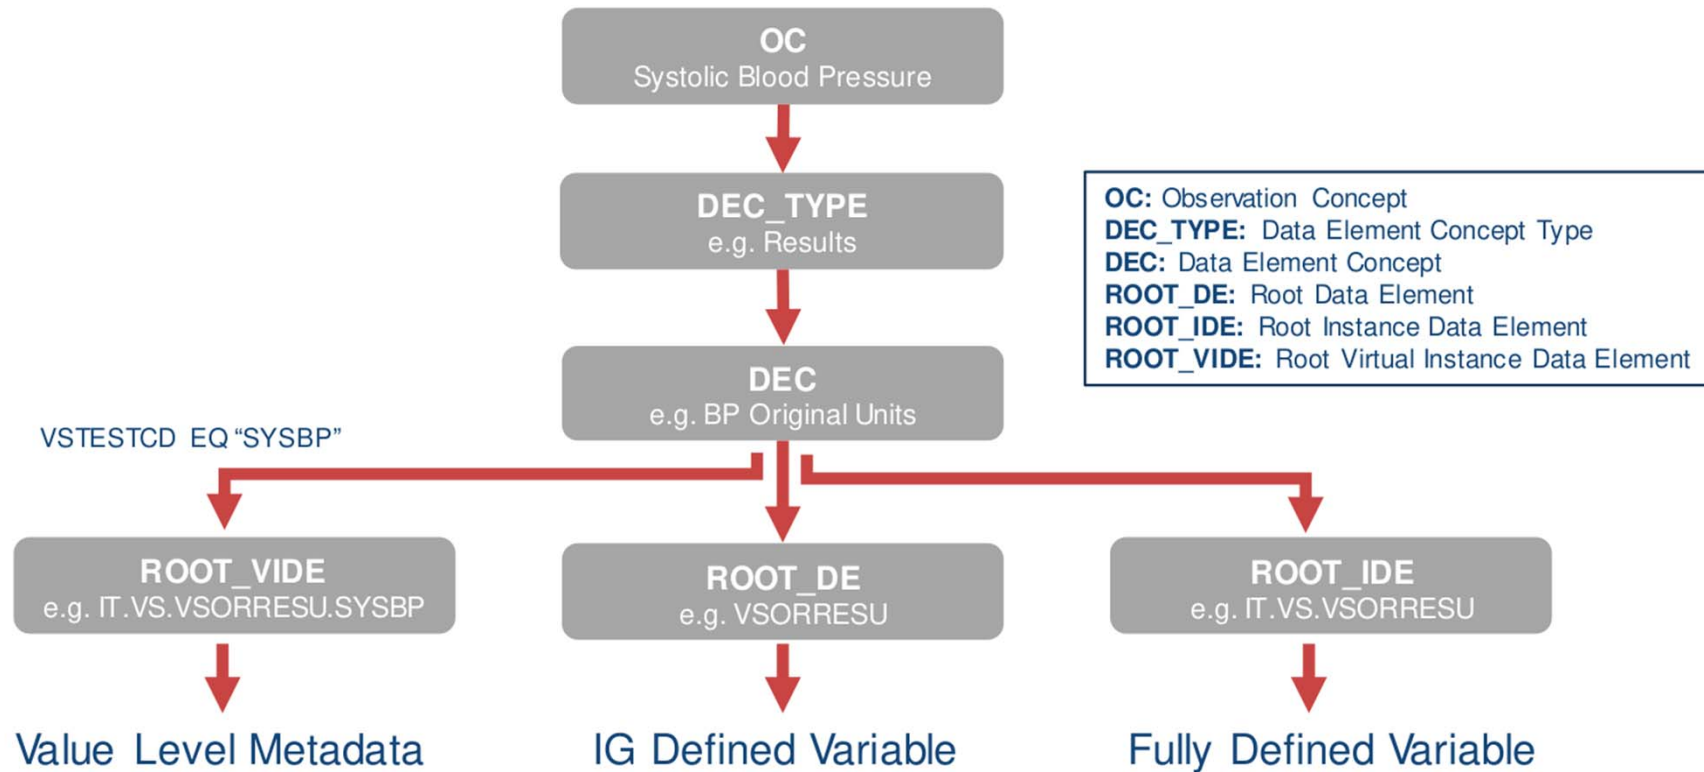 OC
Systolic Blood Pressure
DEC_TYPE
e.g. Results
OC: Observation Concept
DEC_TYPE: Data Element Concept Type
DEC: Data Element Concept
ROOT_DE: Root Data Element
ROOT_IDE: Root Instance Data Element
ROOT_VIDE: Root Virtual Instance Data Element
DEC
e.g. BP Original Units
VSTESTCD EQ “SYSBP”
ROOT_VIDE
e.g. IT.VS.VSORRESU.SYSBP
ROOT_DE
e.g. VSORRESU
ROOT_IDE
e.g. IT.VS.VSORRESU
Value Level Metadata
IG Defined Variable
Fully Defined Variable